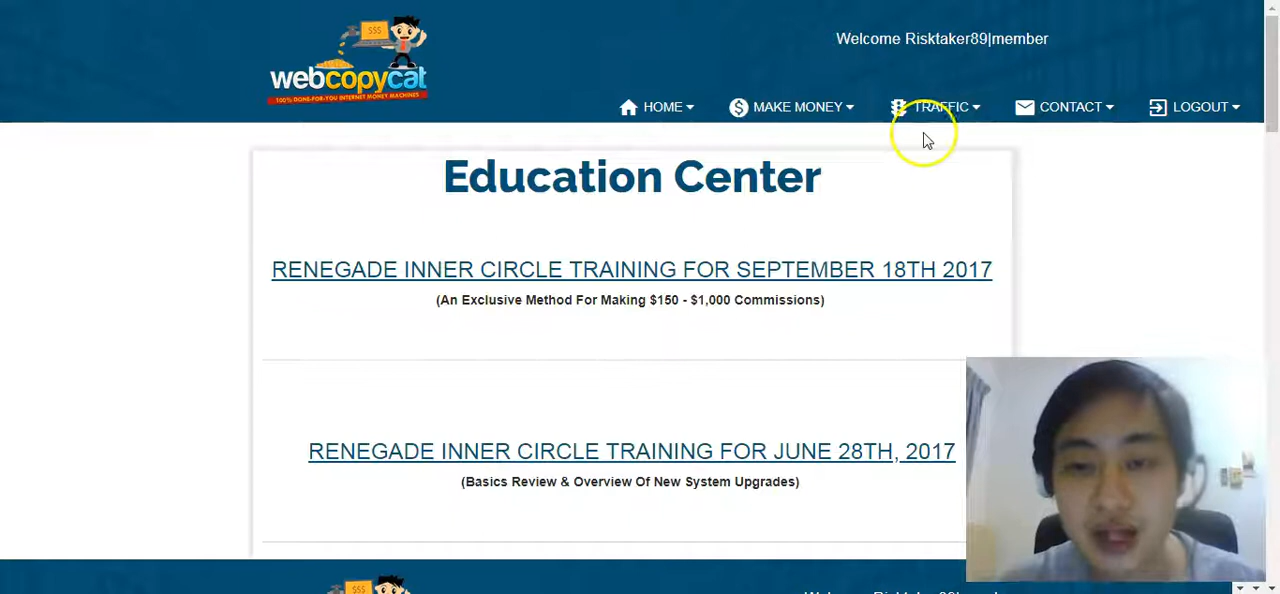 $$$
webcopycat
100% DONE-FOR-YOU INTERNET MONEY MACHINES
Welcome Risktaker89|member
HOME
MAKE MONEY
TRAFFIC
CONTACT
LOGOUT
Education Center
RENEGADE INNER CIRCLE TRAINING FOR SEPTEMBER 18TH 2017
(An Exclusive Method For Making $150 - $1,000 Commissions)
RENEGADE INNER CIRCLE TRAINING FOR JUNE 28TH, 2017
(Basics Review & Overview Of New System Upgrades)
$$$